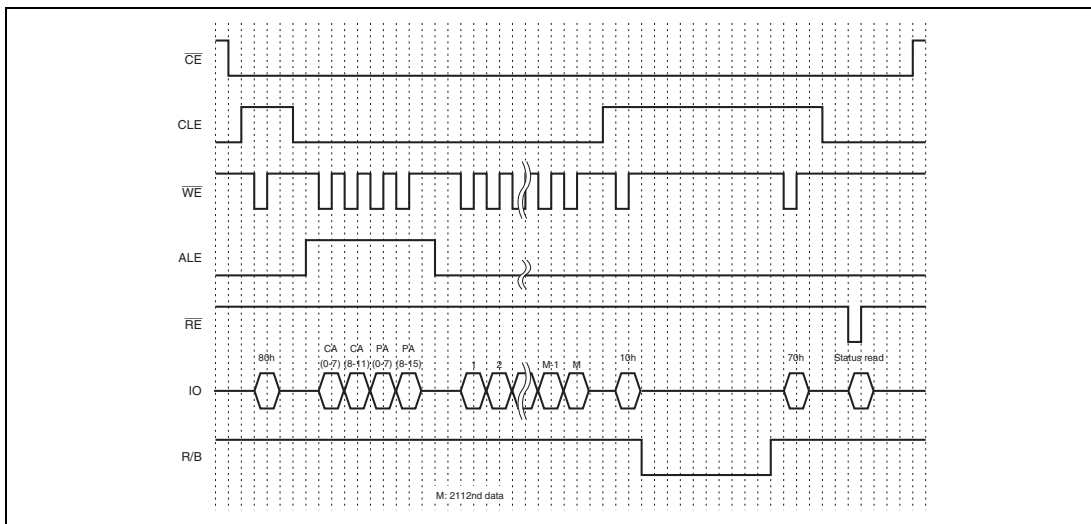 CE
CLE
WE
ALE
RE
CA CA PA PA
80h (0-7) (8-11) (0-7) (8-15) 1 2 M-1 M 10h 70h Status read
IO
R/B
M: 2112nd data